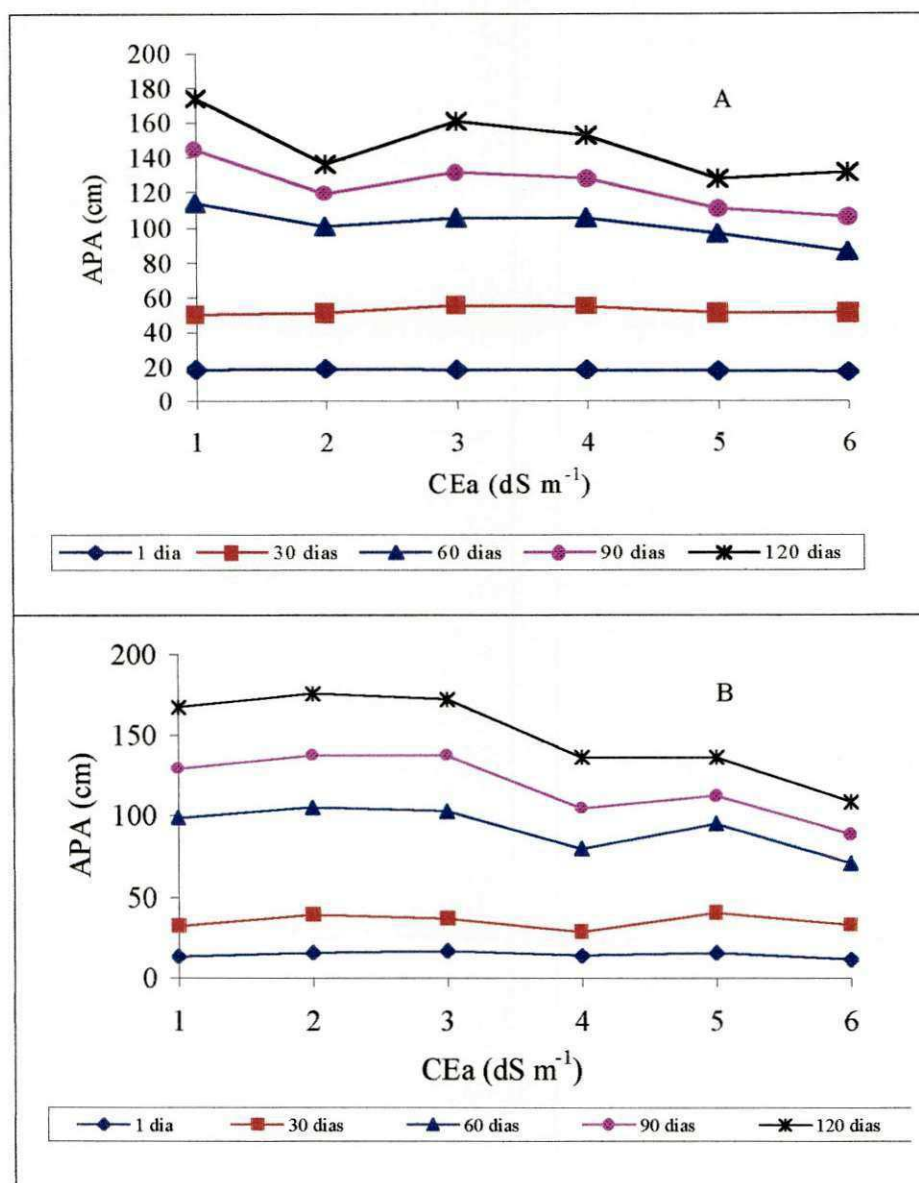 200
180
160
140
120
100
80
60
40
20
0
APA (cm)
A
1 2 3 4 5 6
CEa (dS m⁻¹)
1 dia 30 dias 60 dias 90 dias 120 dias
200
150
100
50
0
APA (cm)
B
1 2 3 4 5 6
CEa (dS m⁻¹)
1 dia 30 dias 60 dias 90 dias 120 dias